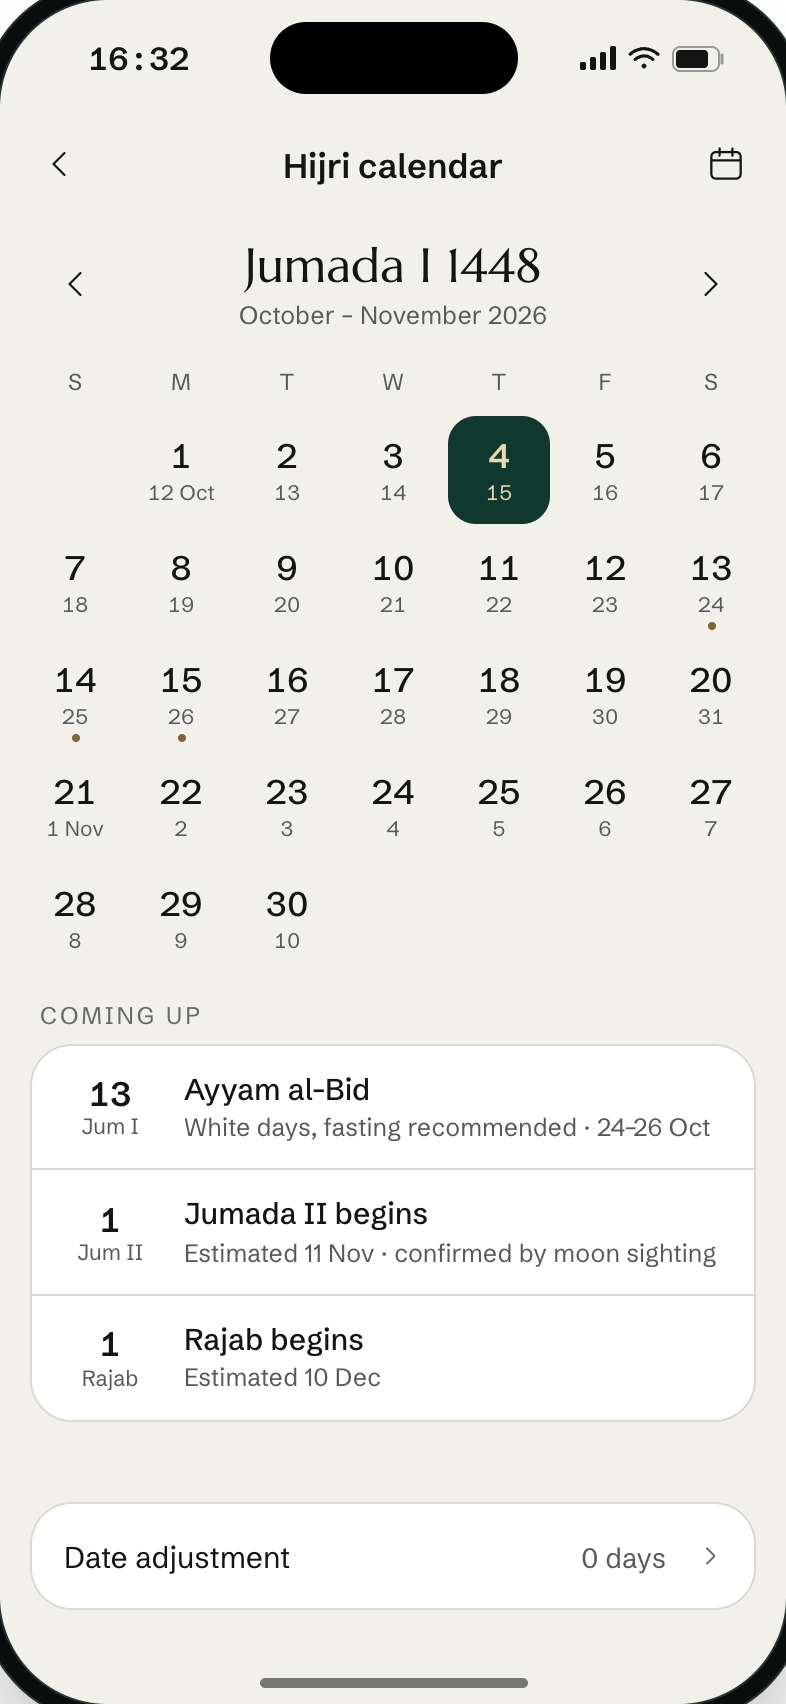 16:32
Hijri calendar
Jumada I 1448
October – November 2026
S M T W T F S
1 2 3 4 5 6
12 Oct 13 14 15 16 17
7 8 9 10 11 12 13
18 19 20 21 22 23 24
14 15 16 17 18 19 20
25 26 27 28 29 30 31
21 22 23 24 25 26 27
1 Nov 2 3 4 5 6 7
28 29 30
8 9 10
COMING UP
13 Ayyam al-Bid
Jum I White days, fasting recommended · 24–26 Oct
1 Jumada II begins
Jum II Estimated 11 Nov · confirmed by moon sighting
1 Rajab begins
Rajab Estimated 10 Dec
Date adjustment 0 days